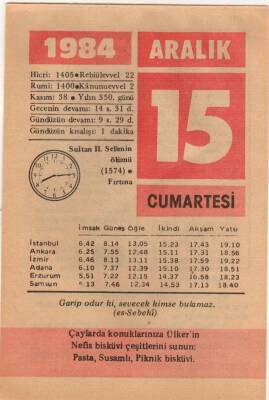 1984 ARALIK
Hicrî: 1405 • Rebiülevvel 22
Rumî: 1400 • Kânunuevvel 2
Kasım: 38 • Yılın 350. günü
Gecenin devamı: 14 s. 31 d.
Gündüzün devamı: 9 s. 29 d.
Gündüzün kısalışı: 1 dakika
15
Sultan II. Selimin
ölümü
(1574) •
Fırtına
CUMARTESİ
İmsak Güneş Öğle İkindi Akşam Yatsı
İstanbul 6.42 8.14 13.05 15.23 17.43 19.10
Ankara 6.25 7.55 12.48 15.11 17.31 18.56
İzmir 6.46 8.13 13.11 15.38 17.59 19.22
Adana 6.10 7.37 12.39 15.10 17.30 18.51
Erzurum 5.51 7.22 12.15 14.37 16.58 18.23
Samsun 6.13 7.46 12.34 14.53 17.13 18.40
Garip odur ki, sevecek kimse bulamaz.
(es-Sebehî)
Çaylarda konuklarınıza Ülker'in
Nefis bisküvi çeşitlerini sunun:
Pasta, Susamlı, Piknik bisküvi.